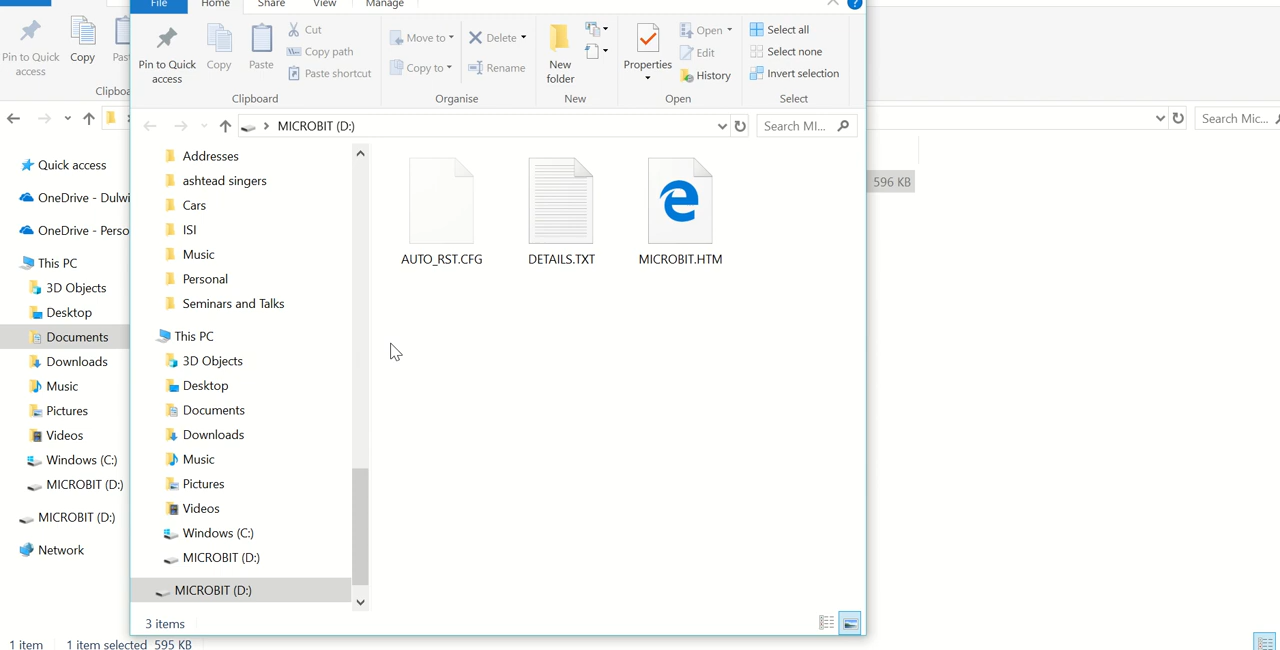 File
Home
Share
View
Manage
?
Pin to Quick
access
Copy
Clipboa
Pin to Quick
access
Copy
Paste
Cut
Copy path
Paste shortcut
Clipboard
Move to
Copy to
Delete
Rename
Organise
New
folder
New
Properties
Open
Edit
History
Open
Select all
Select none
Invert selection
Select
MICROBIT (D:)
Search MI...
Search Mic...
596 KB
Quick access
OneDrive - Dulwi
OneDrive - Perso
This PC
3D Objects
Desktop
Documents
Downloads
Music
Pictures
Videos
Windows (C:)
MICROBIT (D:)
MICROBIT (D:)
Network
1 item
1 item selected 595 KB
Addresses
ashtead singers
Cars
ISI
Music
Personal
Seminars and Talks
This PC
3D Objects
Desktop
Documents
Downloads
Music
Pictures
Videos
Windows (C:)
MICROBIT (D:)
MICROBIT (D:)
AUTO_RST.CFG
DETAILS.TXT
MICROBIT.HTM
3 items